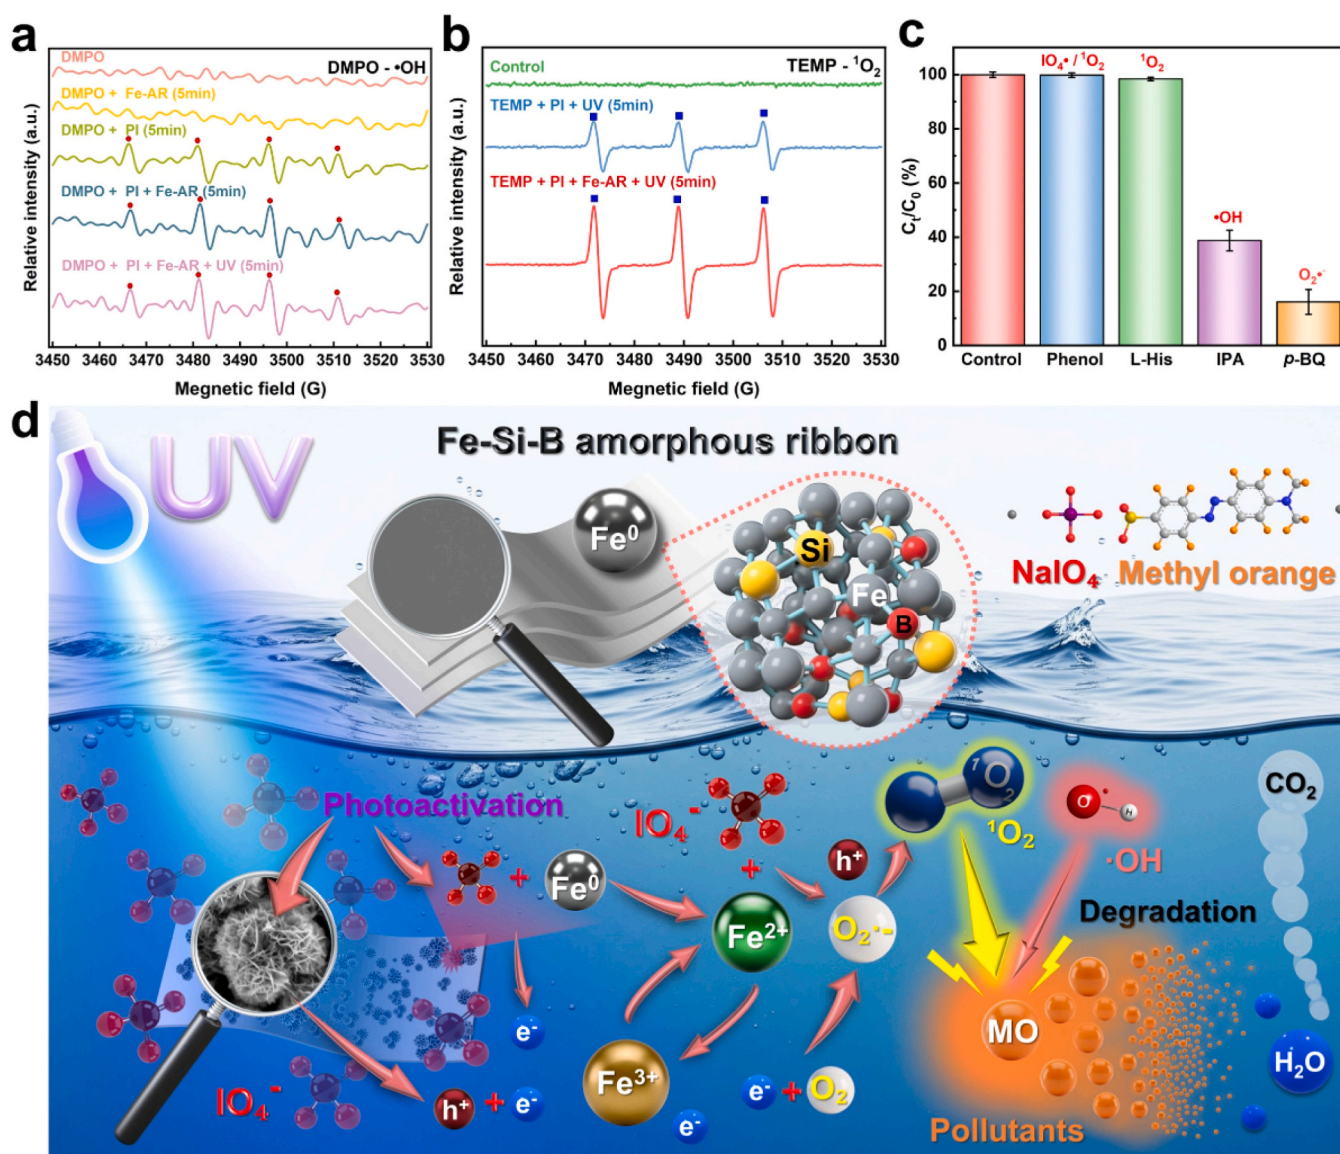 a
DMPO
DMPO - •OH
DMPO + Fe-AR (5min)
DMPO + PI (5min)
DMPO + PI + Fe-AR (5min)
DMPO + PI + Fe-AR + UV (5min)
Relative intensity (a.u.)
3450 3460 3470 3480 3490 3500 3510 3520 3530
Megnetic field (G)
b
Control
TEMP - ¹O₂
TEMP + PI + UV (5min)
TEMP + PI + Fe-AR + UV (5min)
Relative intensity (a.u.)
3450 3460 3470 3480 3490 3500 3510 3520 3530
Megnetic field (G)
c
IO₄• / ¹O₂
¹O₂
•OH
O₂•⁻
Cₜ/C₀ (%)
100
80
60
40
20
0
Control Phenol L-His IPA p-BQ
d
UV
Fe-Si-B amorphous ribbon
Fe⁰
Si
Fe
B
NaIO₄ Methyl orange
Photoactivation
IO₄⁻
+
Fe⁰
+
h⁺
¹O₂
¹O₂
O•
H
·OH
CO₂
Fe²⁺
O₂·-
Degradation
e⁻
MO
IO₄⁻
h⁺ + e⁻
Fe³⁺
e⁻
e⁻ + O₂
H₂O
Pollutants